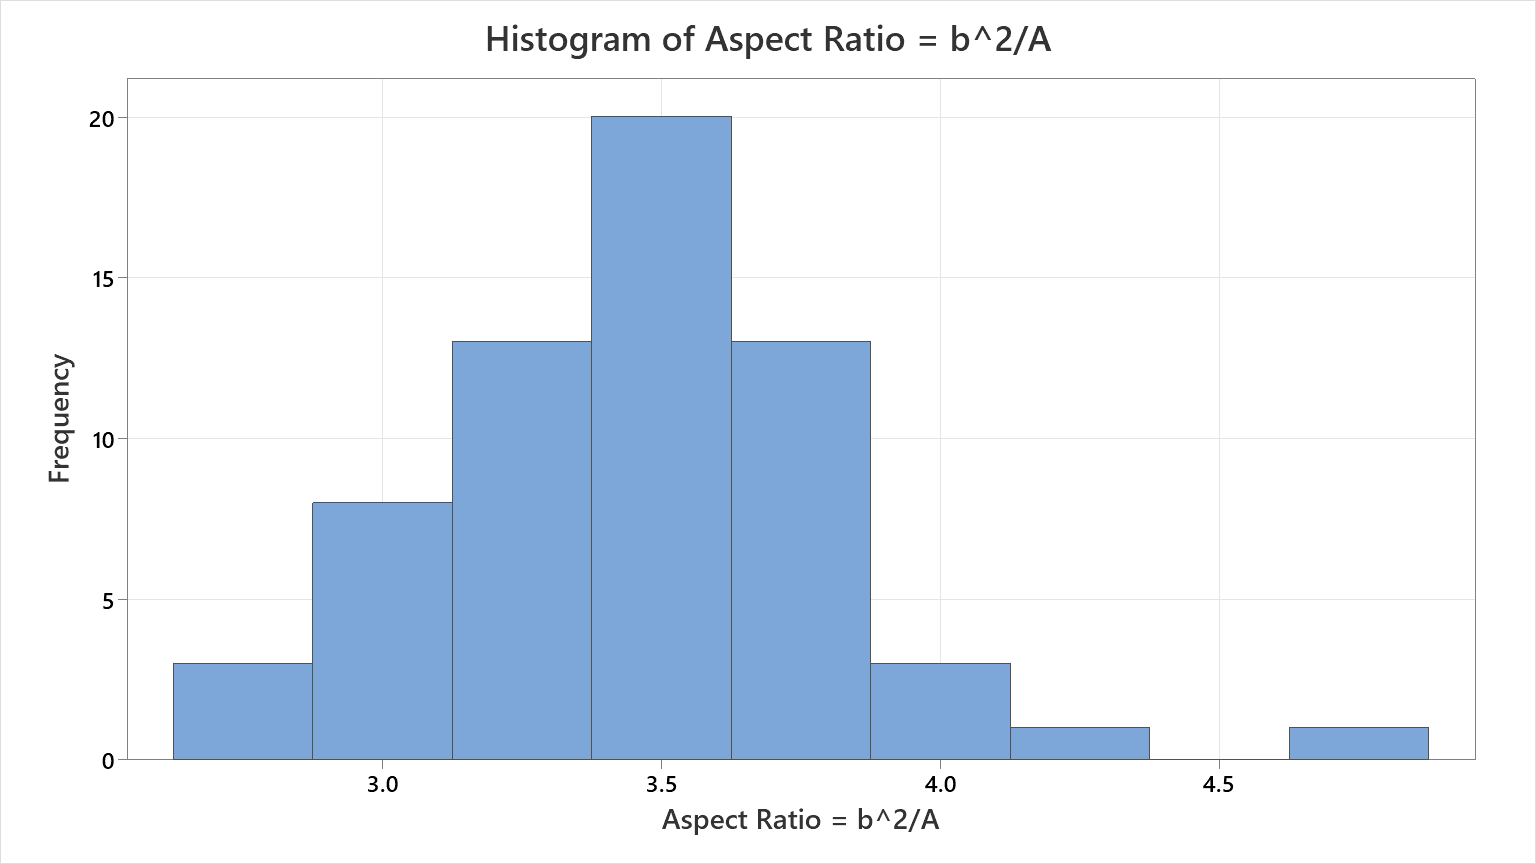 Histogram of Aspect Ratio = b^2/A
20
15
10
5
0
Frequency
3.0 3.5 4.0 4.5
Aspect Ratio = b^2/A